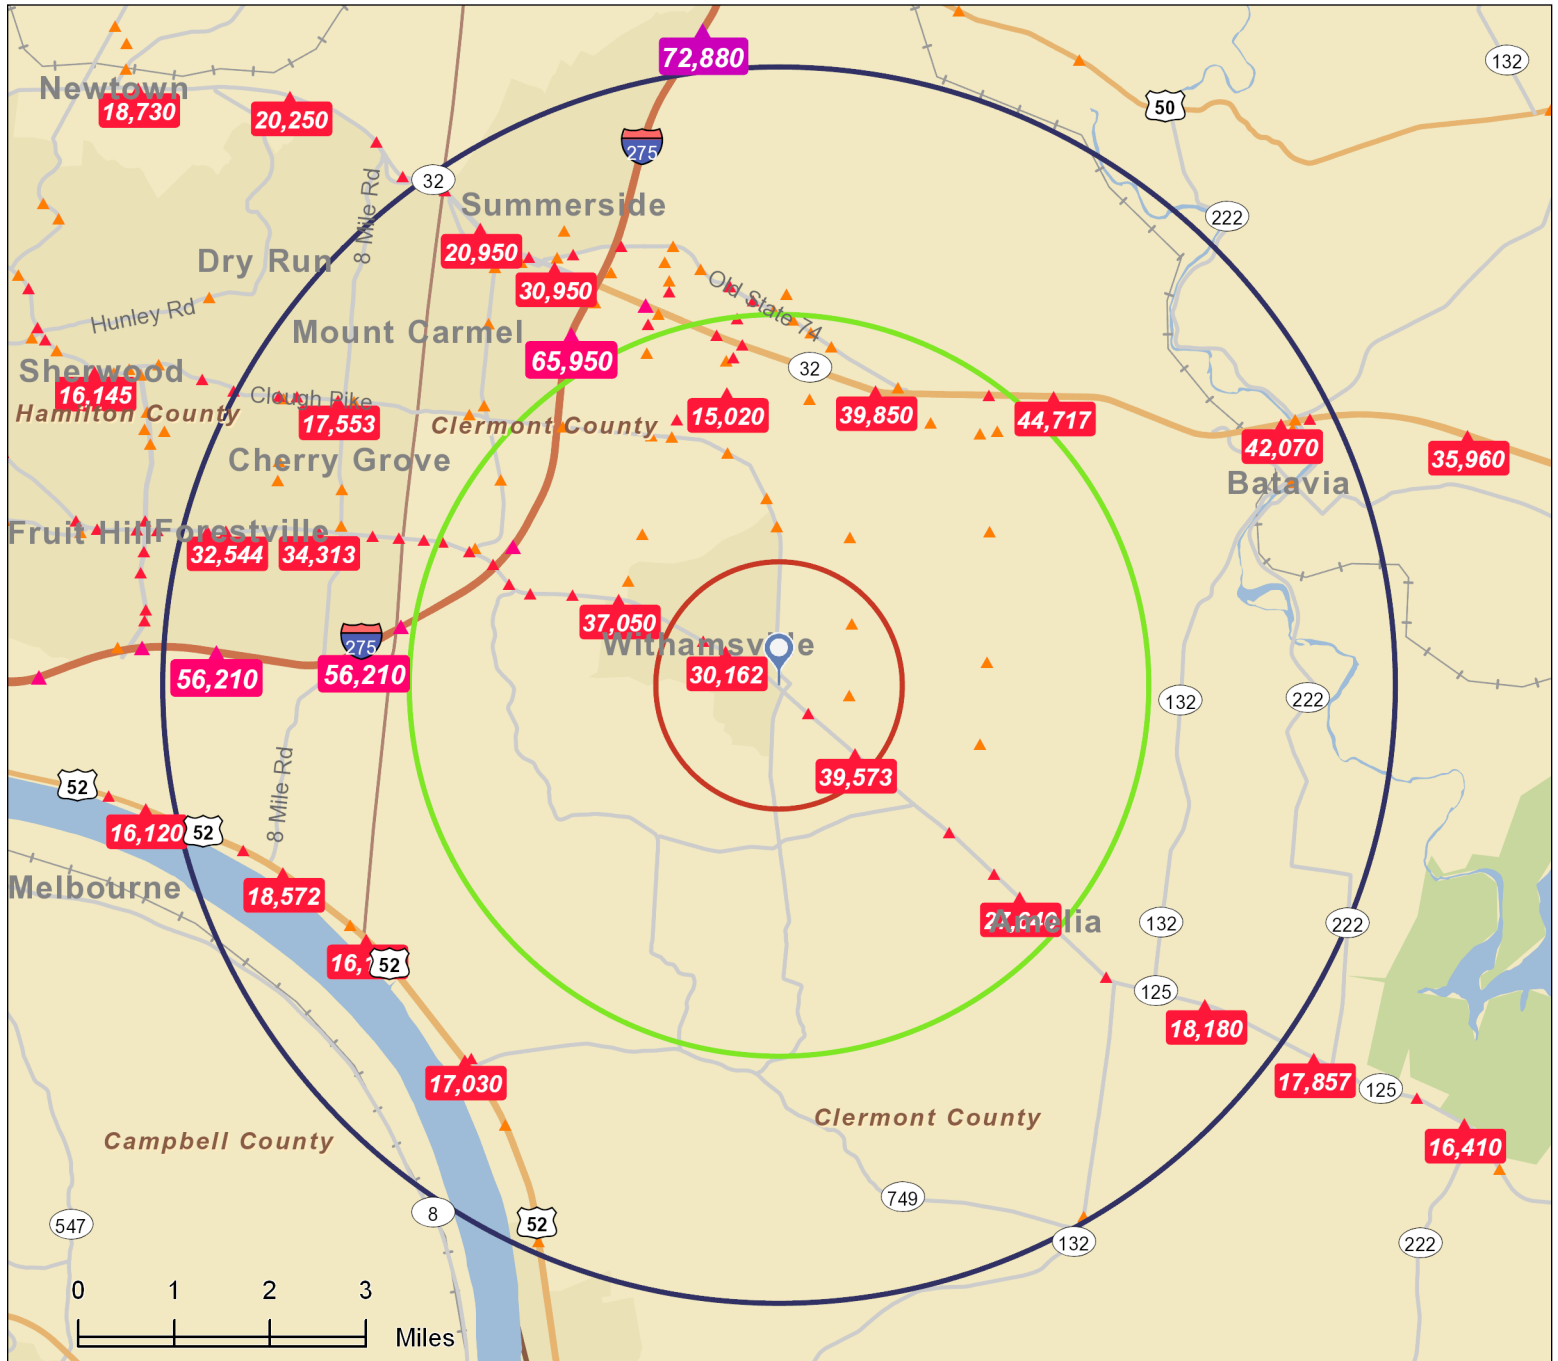 72,880
132
Newtown
18,730
20,250
50
275
32
8 Mile Rd
Summerside
222
20,950
Dry Run
30,950
Old State 74
Hunley Rd
Mount Carmel
65,950
32
Sherwood
16,145
Clough Pike
Hamilton County
17,553
Clermont County
15,020
39,850
44,717
42,070
35,960
Cherry Grove
Batavia
Fruit Hill
Forestville
32,544
34,313
37,050
275
Withamsville
56,210
56,210
30,162
132
222
52
8 Mile Rd
39,573
16,120
52
Melbourne
18,572
Amelia
132
222
52
125
18,180
17,030
17,857
125
Clermont County
Campbell County
16,410
749
8
547
52
132
222
0 1 2 3
Miles